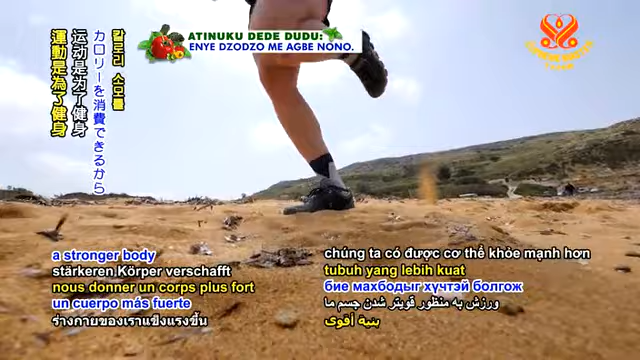 ATINUKU DEDE DUDU:
ENYE DZODZO ME AGBE NONO.
칼로리 소모를
カロリーを消費できるから
运动是为了健身
運動是為了健身
a stronger body
stärkeren Körper verschafft
nous donner un corps plus fort
un cuerpo más fuerte
ร่างกายของเราแข็งแรงขึ้น
chúng ta có được cơ thể khỏe mạnh hơn
tubuh yang lebih kuat
бие махбодыг хүчтэй болгож
ورزش به منظور قویتر شدن جسم ما
بنية أقوى